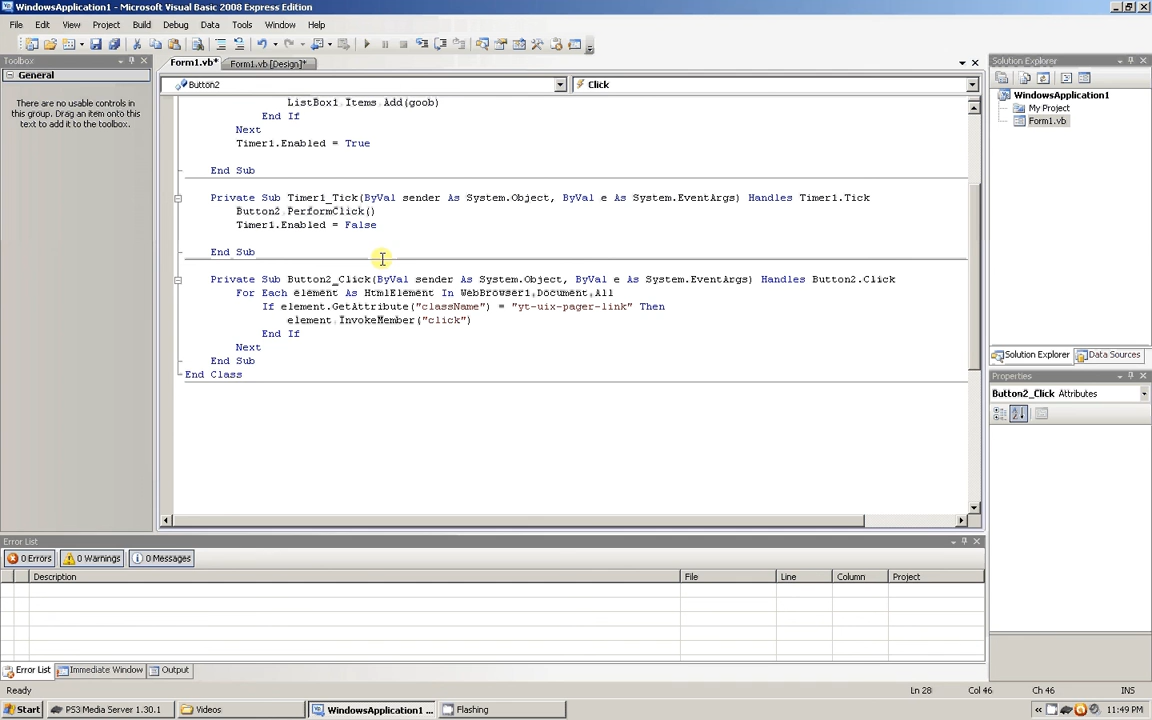 WindowsApplication1 - Microsoft Visual Basic 2008 Express Edition
File Edit View Project Build Debug Data Tools Window Help
Toolbox
General
There are no usable controls in
this group. Drag an item onto this
text to add it to the toolbox.
Form1.vb* Form1.vb [Design]*
Button2 Click
ListBox1.Items.Add(goob)
End If
Next
Timer1.Enabled = True
End Sub
Private Sub Timer1_Tick(ByVal sender As System.Object, ByVal e As System.EventArgs) Handles Timer1.Tick
Button2.PerformClick()
Timer1.Enabled = False
End Sub
Private Sub Button2_Click(ByVal sender As System.Object, ByVal e As System.EventArgs) Handles Button2.Click
For Each element As HtmlElement In WebBrowser1.Document.All
If element.GetAttribute("className") = "yt-uix-pager-link" Then
element.InvokeMember("click")
End If
Next
End Sub
End Class
Solution Explorer
WindowsApplication1
My Project
Form1.vb
Solution Explorer Data Sources
Properties
Button2_Click Attributes
Error List
0 Errors 0 Warnings 0 Messages
Description File Line Column Project
Error List Immediate Window Output
Ready Ln 28 Col 46 Ch 46 INS
Start PS3 Media Server 1.30.1 Videos WindowsApplication1 ... Flashing 11:49 PM